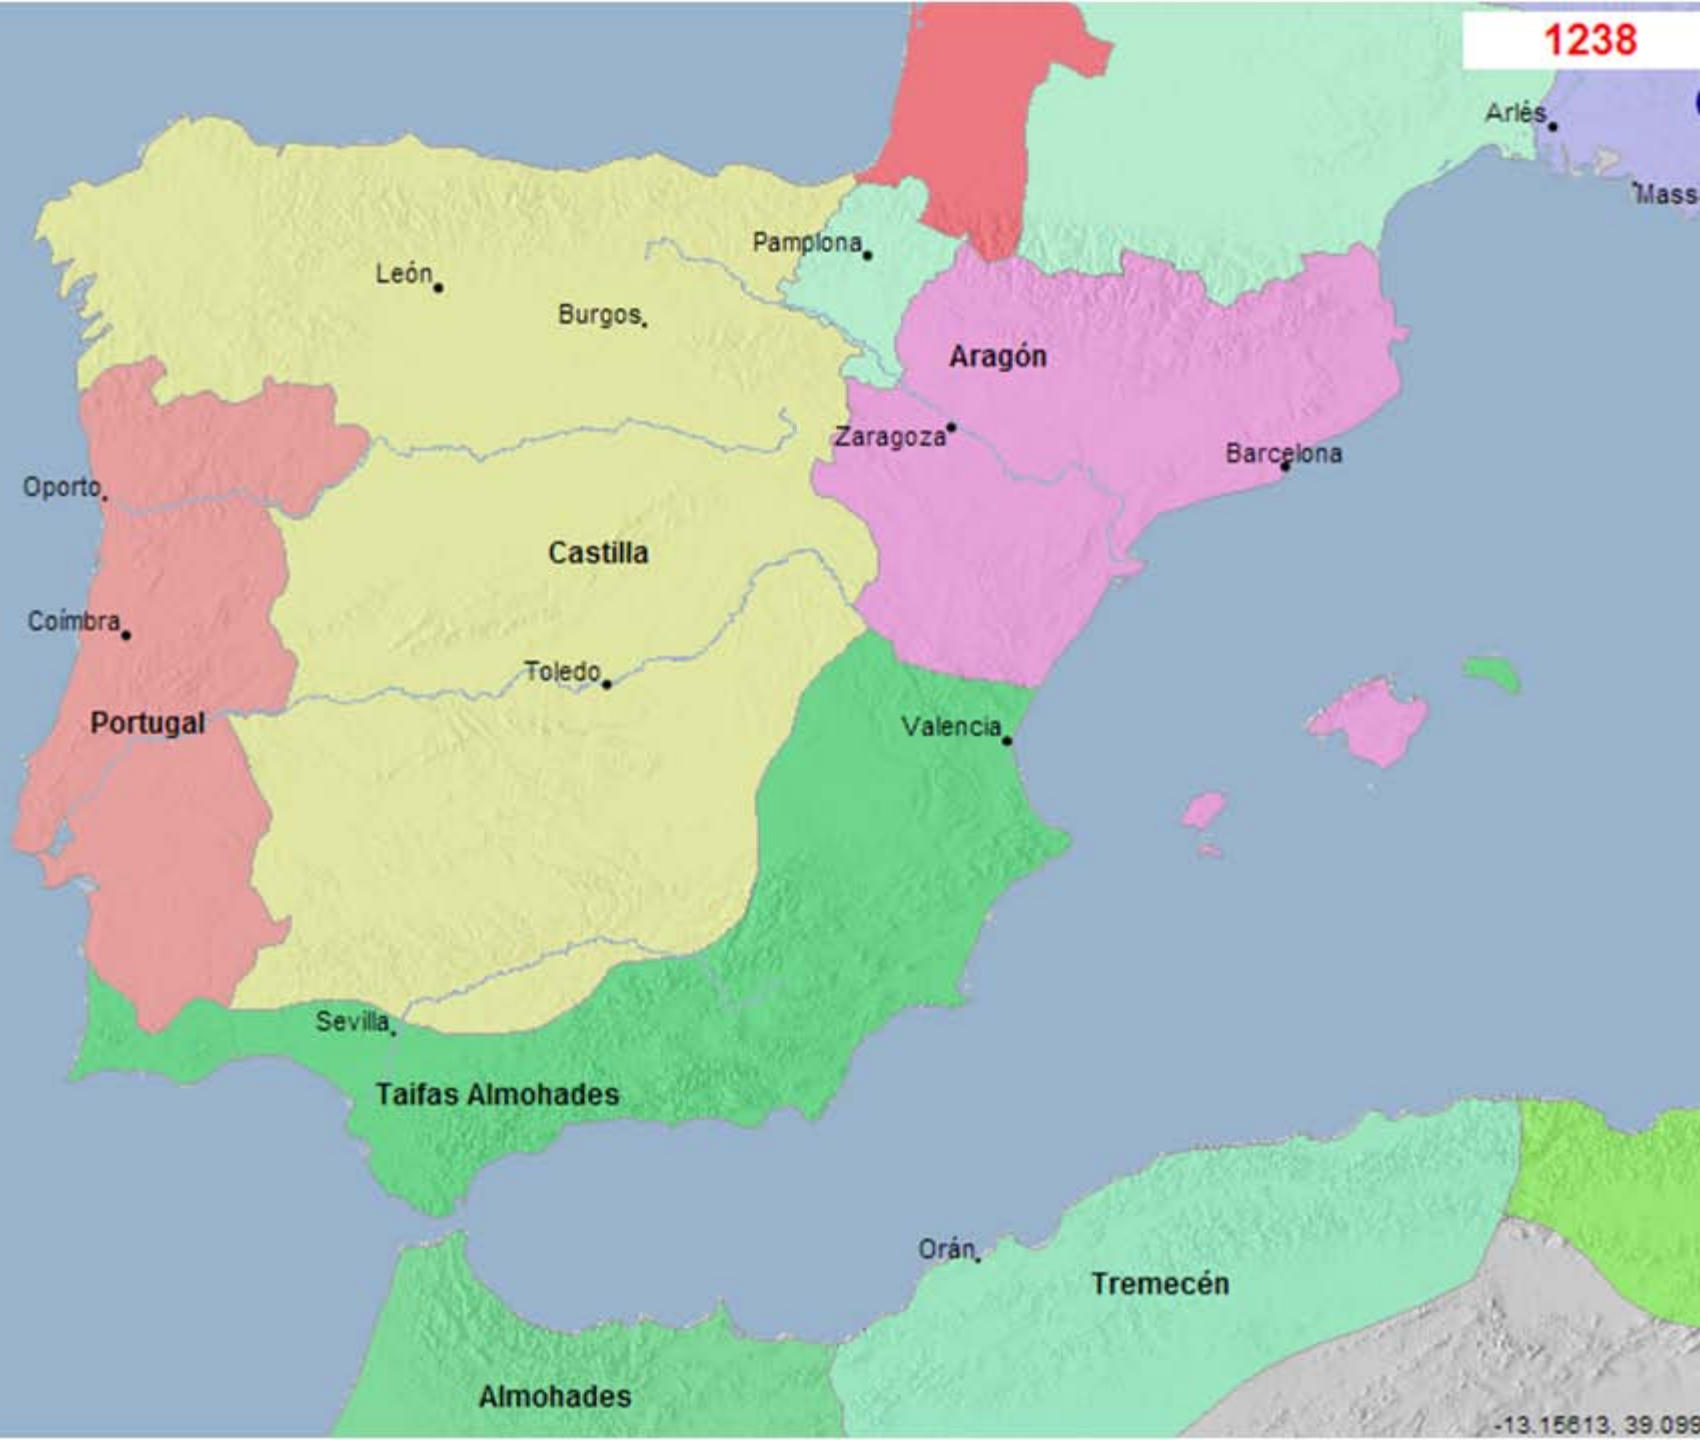 1238
Arlés
Mass
Pamplona
León
Burgos
Aragón
Zaragoza
Barcelona
Oporto
Castilla
Coimbra
Toledo
Portugal
Valencia
Sevilla
Taifas Almohades
Orán
Tremecén
Almohades
-13.15613, 39.099